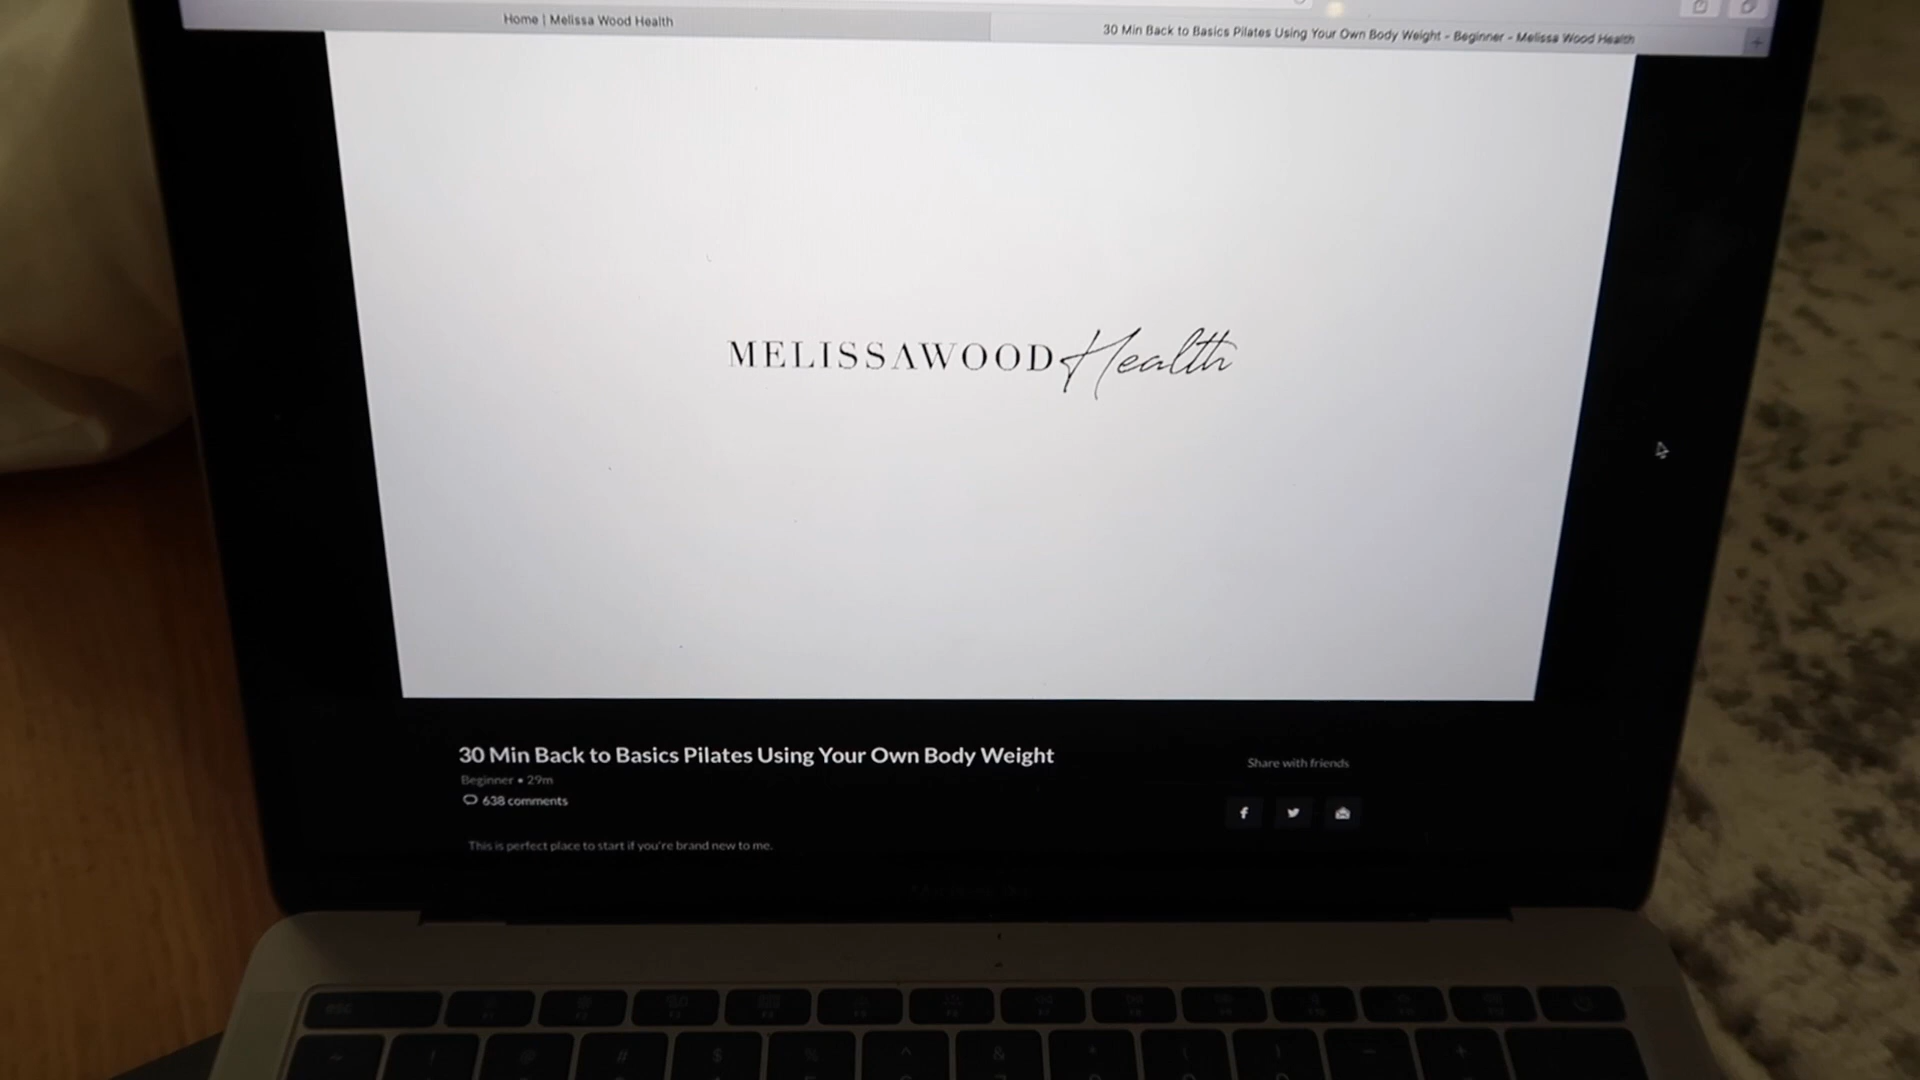 Home | Melissa Wood Health
30 Min Back to Basics Pilates Using Your Own Body Weight - Beginner - Melissa Wood Health
MELISSAWOOD Health
30 Min Back to Basics Pilates Using Your Own Body Weight
Beginner • 29m
638 comments
Share with friends
This is perfect place to start if you're brand new to me.
esc